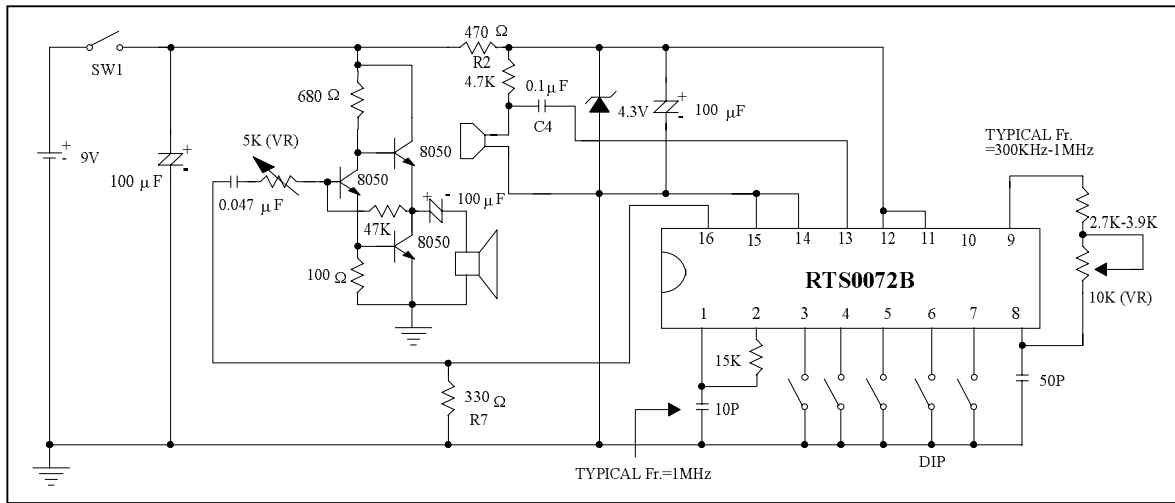 SW1
9V
+
-
100 μF
+
-
680 Ω
5K (VR)
0.047 μF
8050
8050
8050
47K
100 Ω
+ -
100 μF
470 Ω
R2
4.7K
0.1 μF
C4
4.3V
+
-
100 μF
TYPICAL Fr.
=300KHz-1MHz
2.7K-3.9K
10K (VR)
16 15 14 13 12 11 10 9
RTS0072B
1 2 3 4 5 6 7 8
15K
10P
50P
330 Ω
R7
TYPICAL Fr.=1MHz
DIP